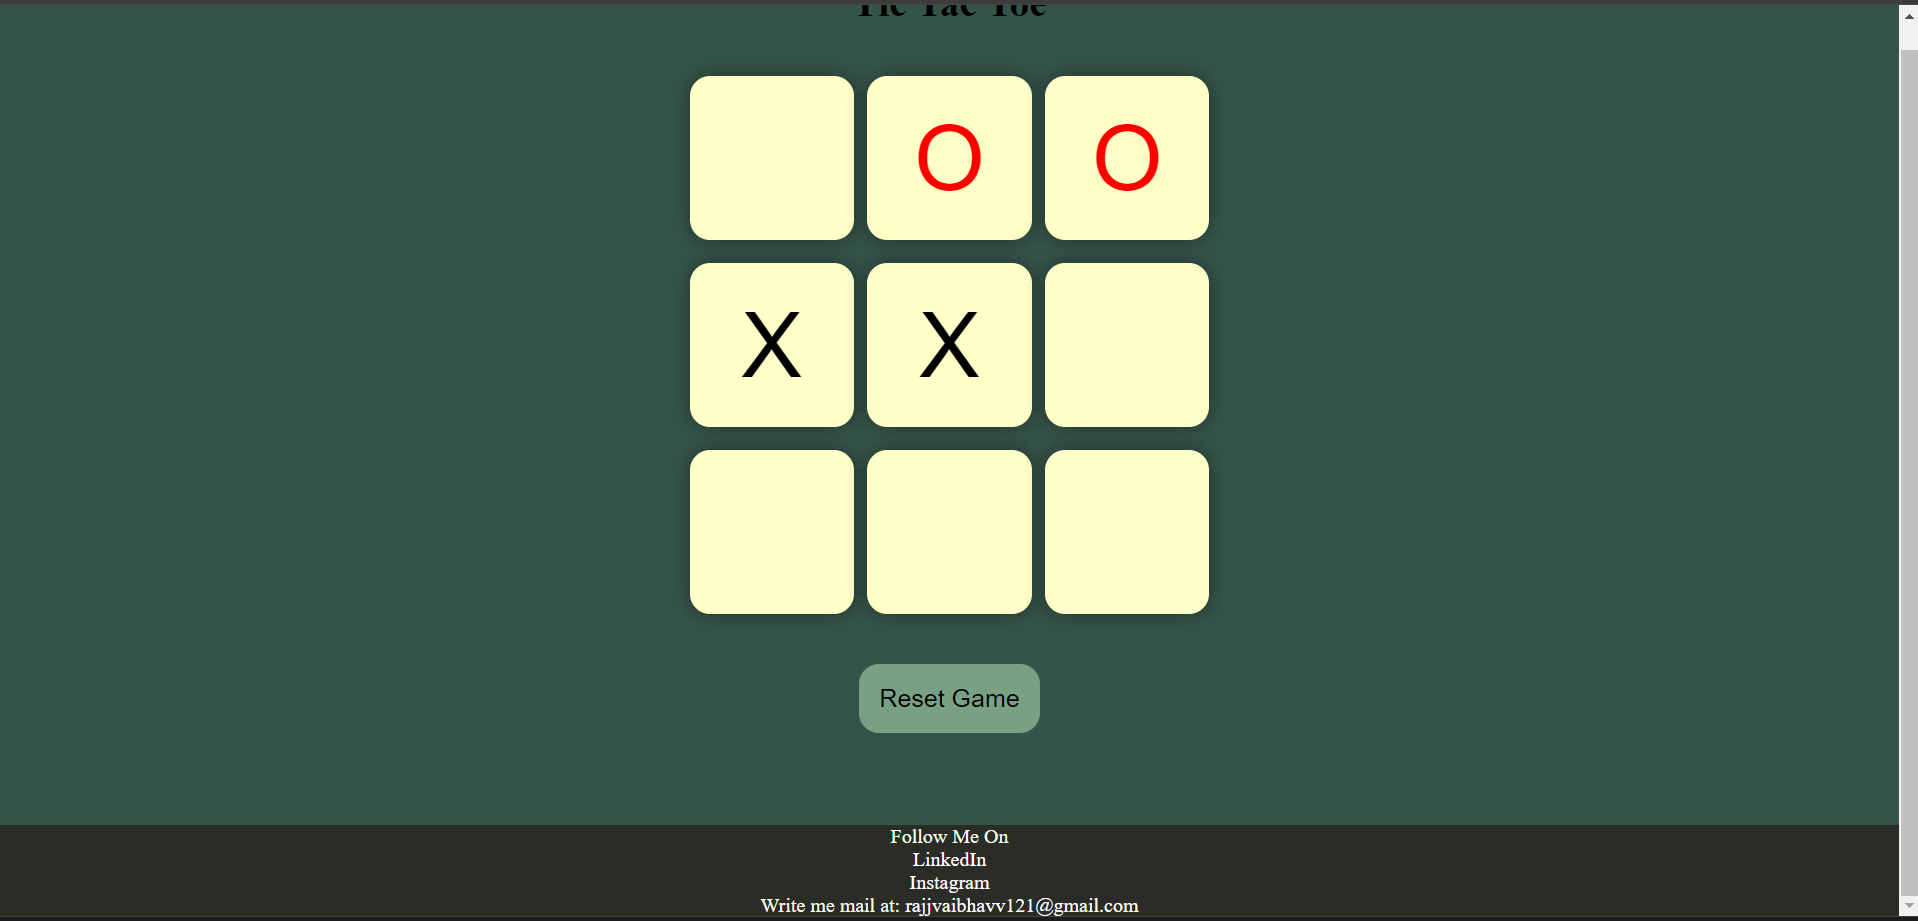 Tic Tac Toe
O O
X X
Reset Game
Follow Me On
LinkedIn
Instagram
Write me mail at: rajjvaibhavv121@gmail.com